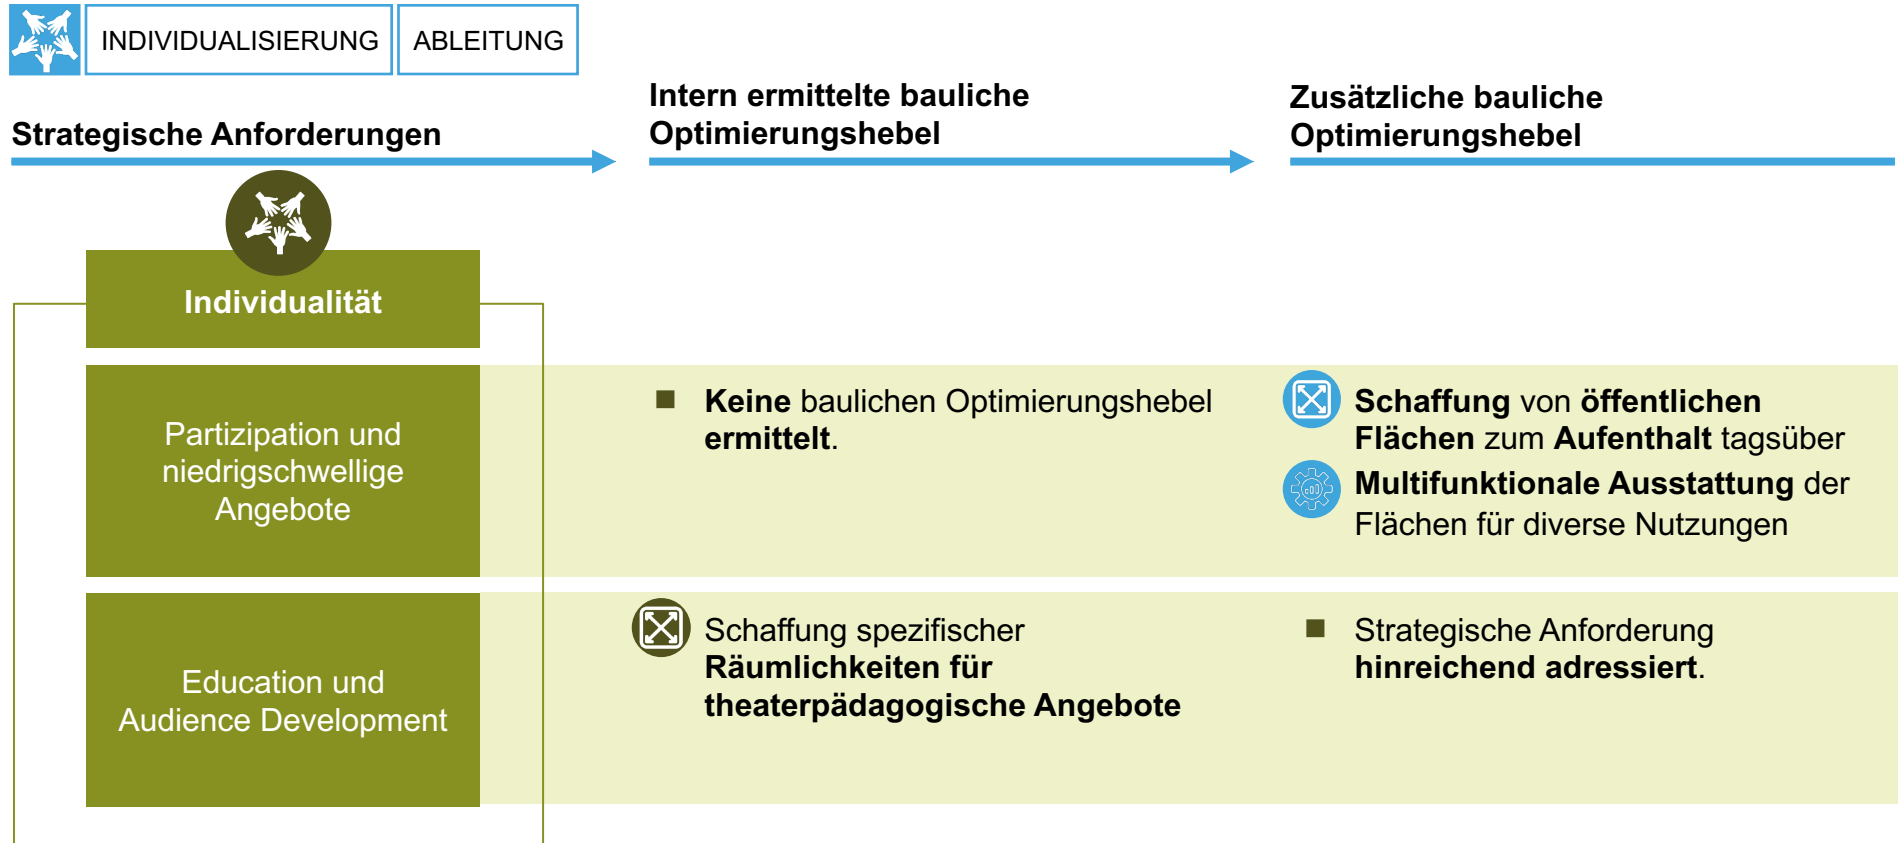 INDIVIDUALISIERUNG ABLEITUNG
Strategische Anforderungen
Intern ermittelte bauliche
Optimierungshebel
Zusätzliche bauliche
Optimierungshebel
Individualität
Partizipation und
niedrigschwellige
Angebote
Keine baulichen Optimierungshebel
ermittelt.
Schaffung von öffentlichen
Flächen zum Aufenthalt tagsüber
Multifunktionale Ausstattung der
Flächen für diverse Nutzungen
Education und
Audience Development
Schaffung spezifischer
Räumlichkeiten für
theaterpädagogische Angebote
Strategische Anforderung
hinreichend adressiert.